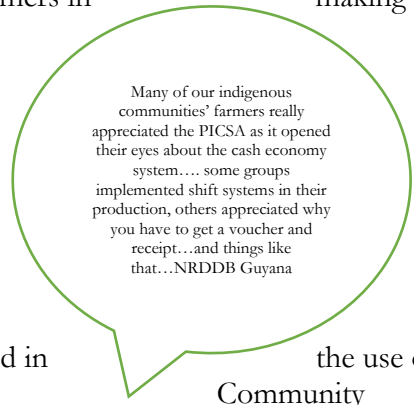 making
Many of our indigenous
communities’ farmers really
appreciated the PICSA as it opened
their eyes about the cash economy
system…. some groups
implemented shift systems in their
production, others appreciated why
you have to get a voucher and
receipt…and things like
that…NRDDB Guyana
in
the use
Community